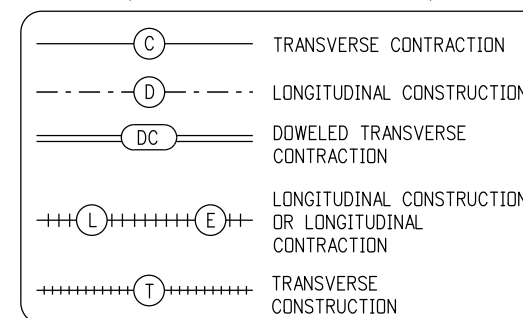 C TRANSVERSE CONTRACTION
D LONGITUDINAL CONSTRUCTION
DC DOWELED TRANSVERSE
CONTRACTION
LONGITUDINAL CONSTRUCTION
L E OR LONGITUDINAL
CONTRACTION
T TRANSVERSE
CONSTRUCTION